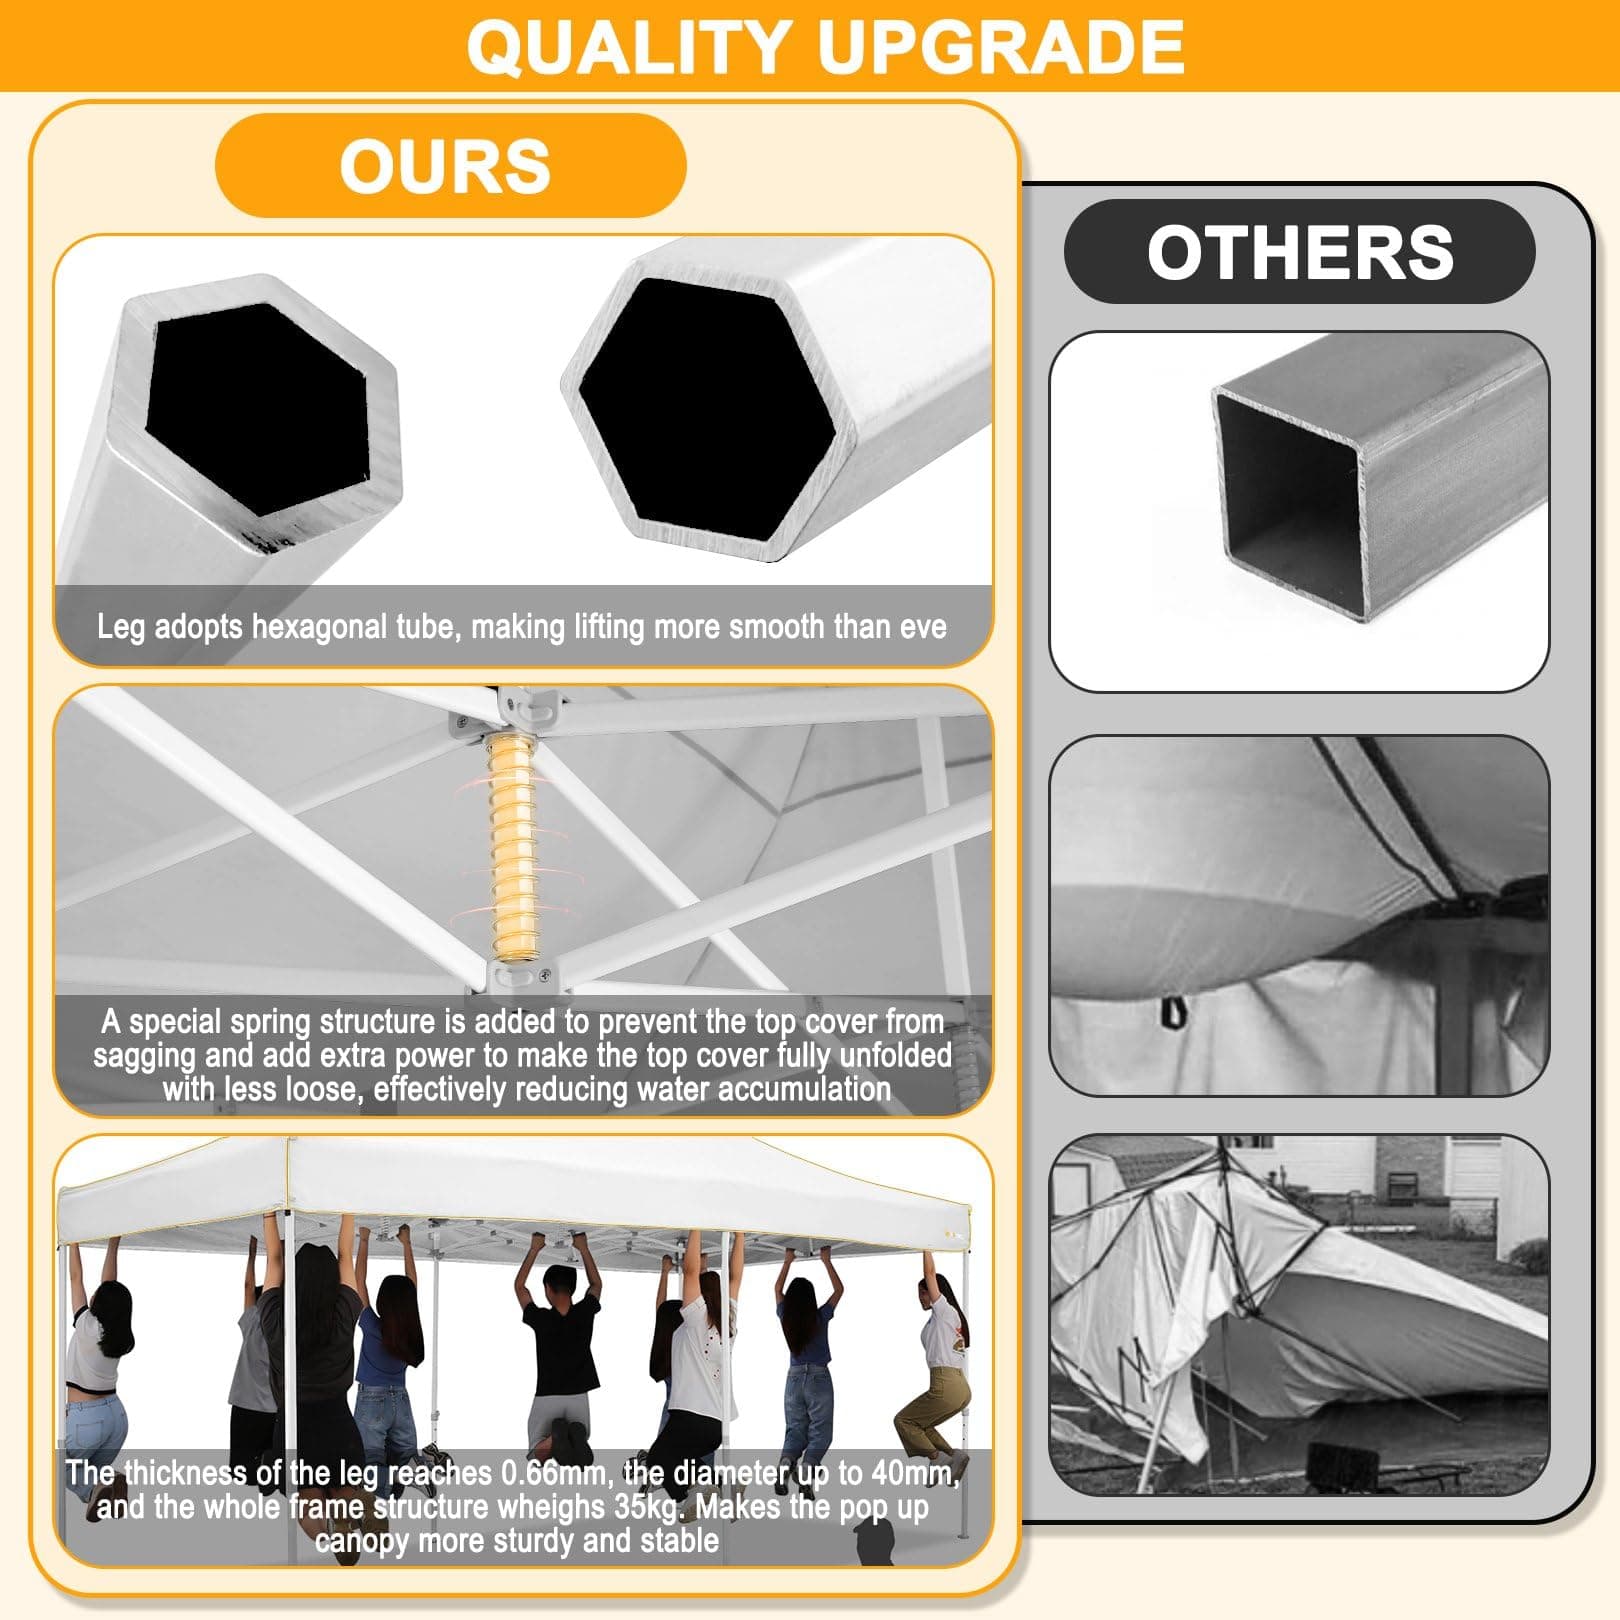 QUALITY UPGRADE
OURS
OTHERS
Leg adopts hexagonal tube, making lifting more smooth than eve
A special spring structure is added to prevent the top cover from
sagging and add extra power to make the top cover fully unfolded
with less loose, effectively reducing water accumulation
The thickness of the leg reaches 0.66mm, the diameter up to 40mm,
and the whole frame structure wheighs 35kg. Makes the pop up
canopy more sturdy and stable